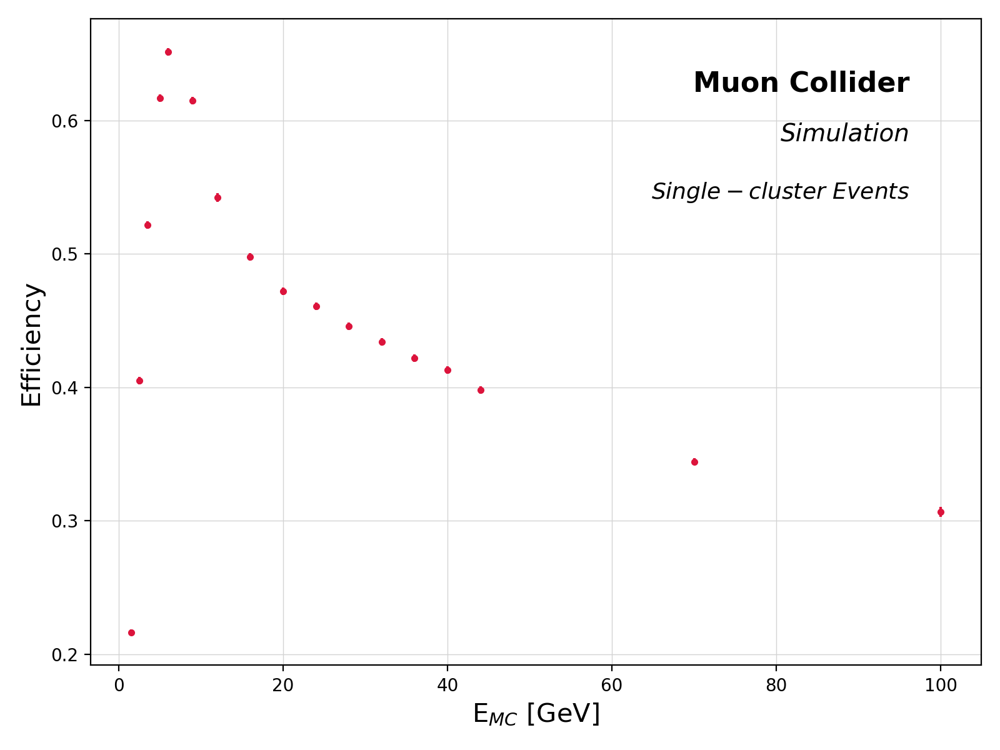 Muon Collider
Simulation
Single − cluster Events
Efficiency
0.6
0.5
0.4
0.3
0.2
0 20 40 60 80 100
E_MC [GeV]